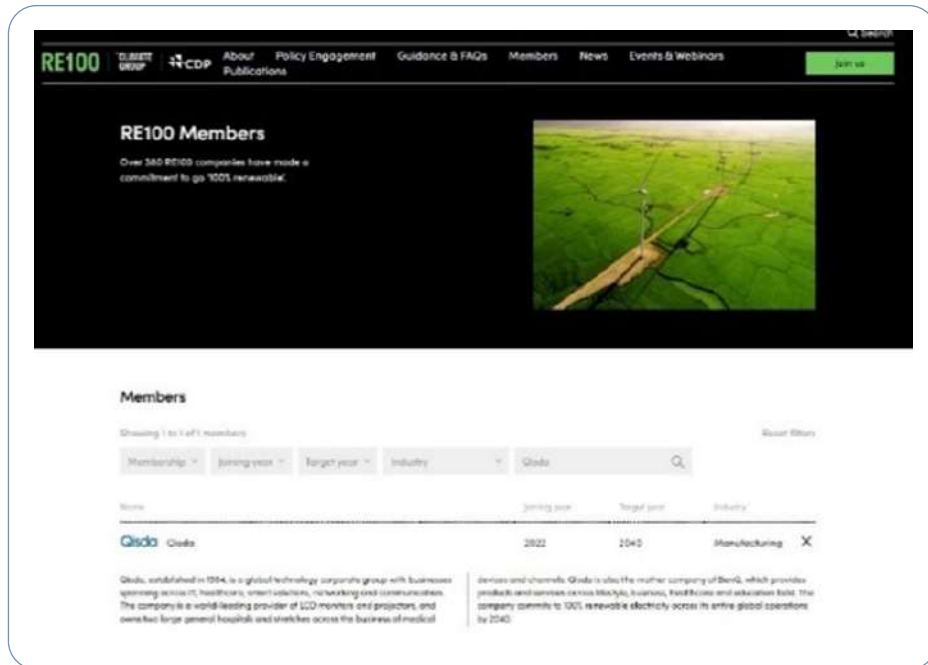 Search
RE100 °CLIMATE GROUP CDP About Policy Engagement Guidance & FAQs Members News Events & Webinars
Publications
Join us
RE100 Members
Over 360 RE100 companies have made a
commitment to go '100% renewable'.
Members
Showing 1 to 1 of 1 members
Reset filters
Membership Joining year Target year Industry Qisda
Name Joining year Target year Industry
Qisda Qisda 2022 2040 Manufacturing X
Qisda, established in 1984, is a global technology corporate group with businesses
spanning across IT, healthcare, smart solutions, networking and communication.
The company is a world-leading provider of LCD monitors and projectors, and
owns two large general hospitals and stretches across the business of medical
devices and channels. Qisda is also the mother company of BenQ, which provides
products and services across lifestyle, business, healthcare and education field. The
company commits to 100% renewable electricity across its entire global operations
by 2040.